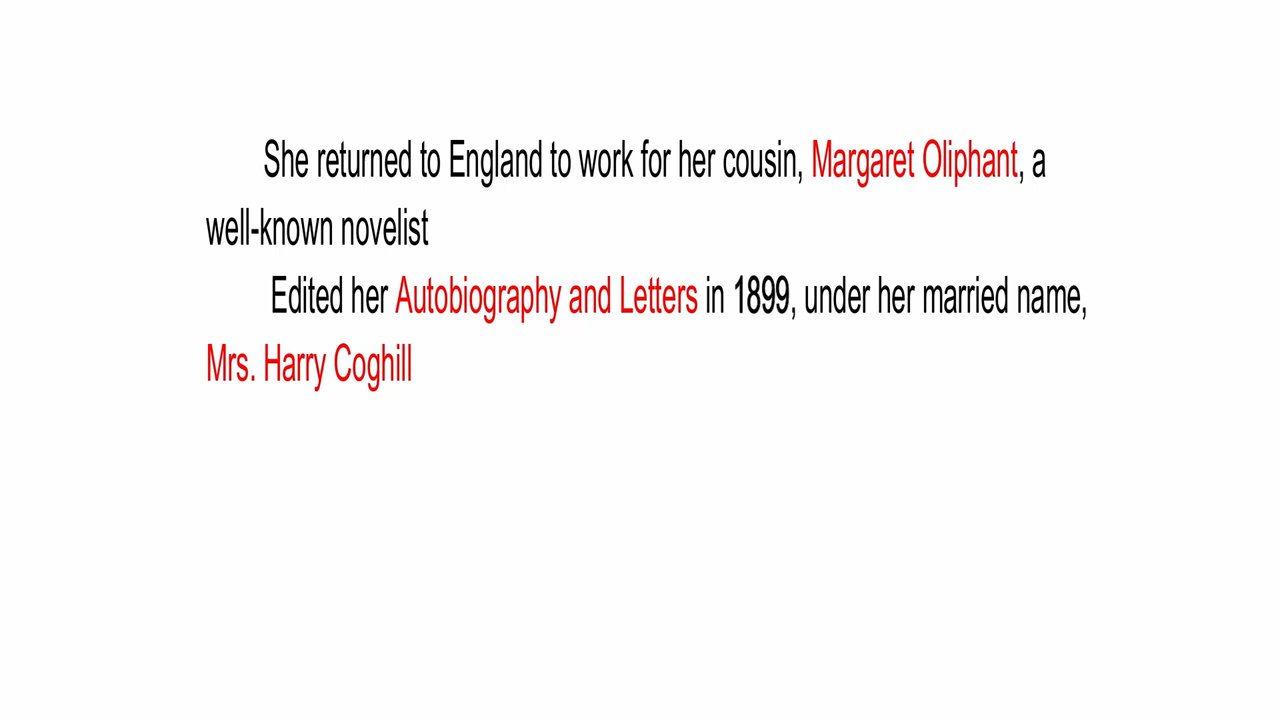 She returned to England to work for her cousin, Margaret Oliphant, a
well-known novelist
Edited her Autobiography and Letters in 1899, under her married name,
Mrs. Harry Coghill